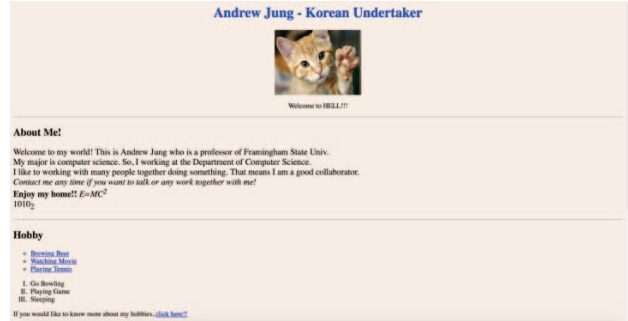 Andrew Jung - Korean Undertaker
Welcome to HELL!!!
About Me!
Welcome to my world! This is Andrew Jung who is a professor of Framingham State Univ.
My major is computer science. So, I working at the Department of Computer Science.
I like to working with many people together doing something. That means I am a good collaborator.
Contact me any time if you want to talk or any work together with me!
Enjoy my home!! E=MC²
1010₂
Hobby
Brewing Beer
Watching Movie
Playing Tennis
I. Go Bowling
II. Playing Game
III. Sleeping
If you would like to know more about my hobbies, click here!!